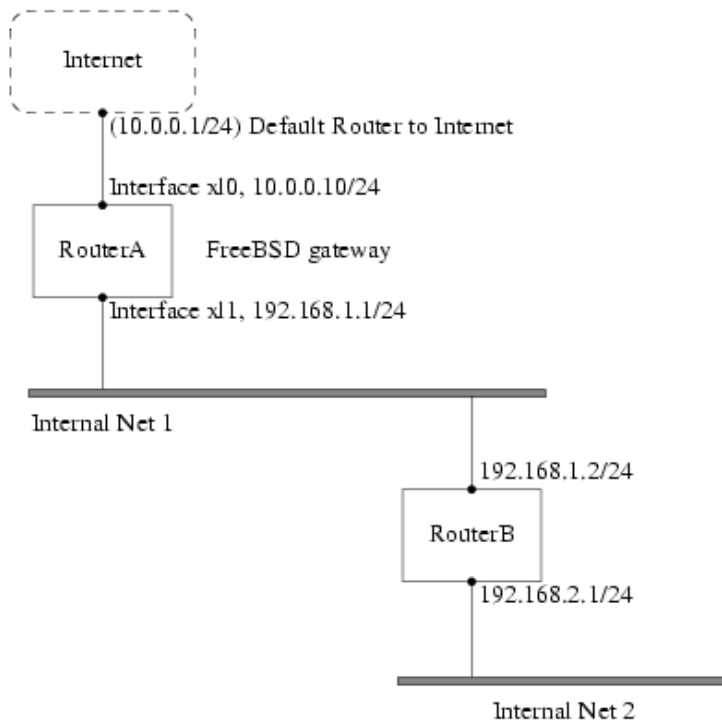 Internet
(10.0.0.1/24) Default Router to Internet
Interface xl0, 10.0.0.10/24
RouterA
FreeBSD gateway
Interface xl1, 192.168.1.1/24
Internal Net 1
192.168.1.2/24
RouterB
192.168.2.1/24
Internal Net 2